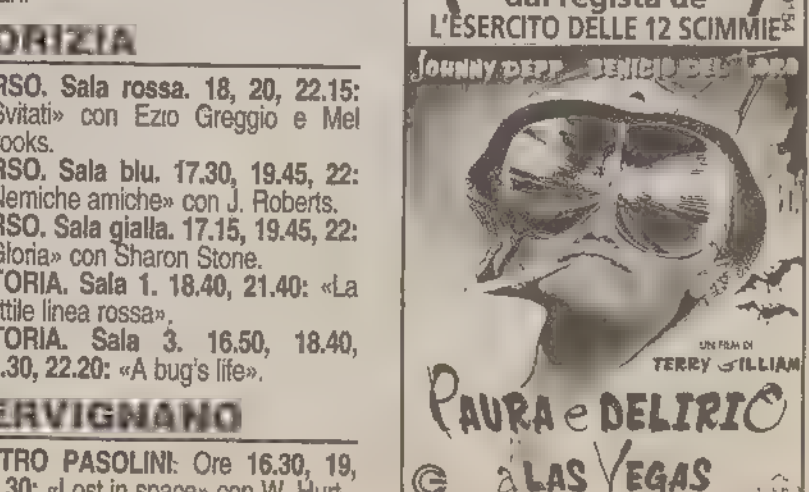 ORIZIA
RSO. Sala rossa. 18, 20, 22.15:
Svitati» con Ezio Greggio e Mel
ooks.
RSO. Sala blu. 17.30, 19.45, 22:
Nemiche amiche» con J. Roberts.
RSO. Sala gialla. 17.15, 19.45, 22:
Gloria» con Sharon Stone.
TORIA. Sala 1. 18.40, 21.40: «La
ttile linea rossa».
TORIA. Sala 3. 16.50, 18.40,
.30, 22.20: «A bug's life».
ERVIGNANO
TRO PASOLINI: Ore 16.30, 19,
.30: «Lost in space» con W. Hurt.
dal regista de
L'ESERCITO DELLE 12 SCIMMIE
JOHNNY DEPP BENICIO DEL TORO
UN FILM DI
TERRY GILLIAM
PAURA e DELIRIO
a LAS VEGAS